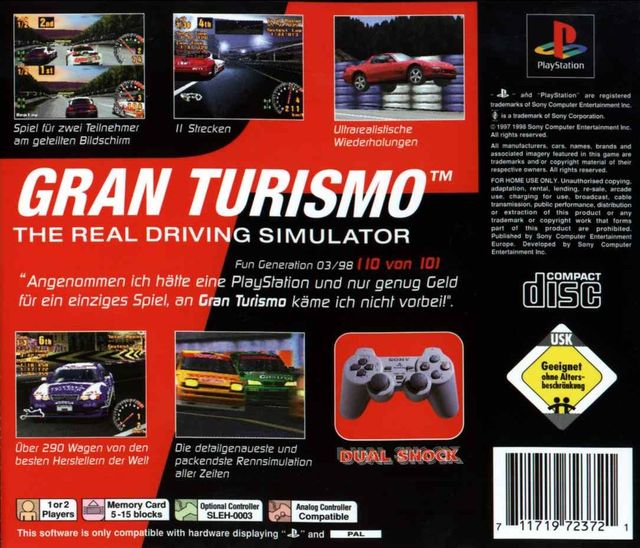 1/2 2nd
1/2 1st
4th
Spiel für zwei Teilnehmer
am geteilten Bildschirm
11 Strecken
Ultrarealistische
Wiederholungen
PlayStation
" " and "PlayStation" are registered
trademarks of Sony Computer Entertainment Inc.
is a trademark of Sony Corporation.
© 1997 1998 Sony Computer Entertainment Inc.
All rights reserved.
All manufacturers, cars, names, brands and
associated imagery featured in this game are
trademarks and/or copyright material of their
respective owners. All rights reserved.
FOR HOME USE ONLY. Unauthorised copying,
adaptation, rental, lending, re-sale, arcade
use, charging for use, broadcast, cable
transmission, public performance, distribution
or extraction of this product or any
trademark or copyright work that forms
part of this product are prohibited.
Published by Sony Computer Entertainment
Europe. Developed by Sony Computer
Entertainment Inc.
GRAN TURISMO™
THE REAL DRIVING SIMULATOR
Fun Generation 03/98 (10 von 10)
"Angenommen ich hätte eine PlayStation und nur genug Geld
für ein einziges Spiel, an Gran Turismo käme ich nicht vorbei!".
COMPACT
disc
USK
Geeignet
ohne Alters-
beschränkung
6th
Castrol
SONY
DUAL SHOCK
Über 290 Wagen von den
besten Herstellern der Welt
Die detailgenaueste und
packendste Rennsimulation
aller Zeiten
1 or 2
Players
Memory Card
5 -15 blocks
Optional Controller
SLEH-0003
Analog Controller
Compatible
This software is only compatible with hardware displaying " " and PAL
7 11719 72372 1